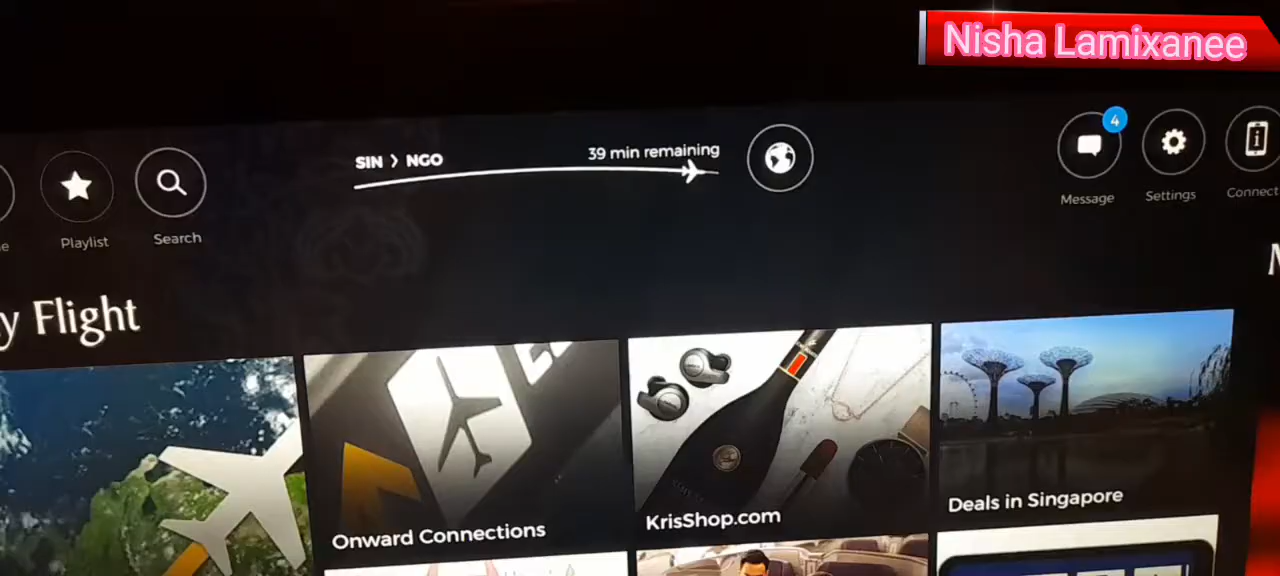 Nisha Lamixanee
4
SIN > NGO
39 min remaining
Message
Settings
Connect
Playlist
Search
y Flight
Onward Connections
KrisShop.com
Deals in Singapore